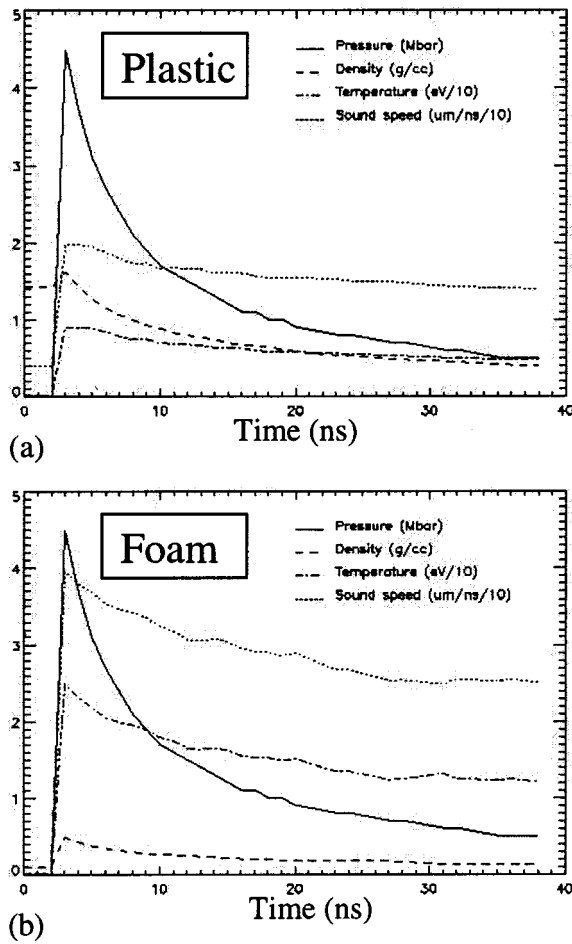 5
Plastic
Pressure (Mbar)
Density (g/cc)
4
Temperature (eV/10)
Sound speed (um/ns/10)
3
2
1
0
0 10 20 30 40
Time (ns)
(a)
5
Foam
Pressure (Mbar)
Density (g/cc)
4
Temperature (eV/10)
Sound speed (um/ns/10)
3
2
1
0
0 10 20 30 40
Time (ns)
(b)